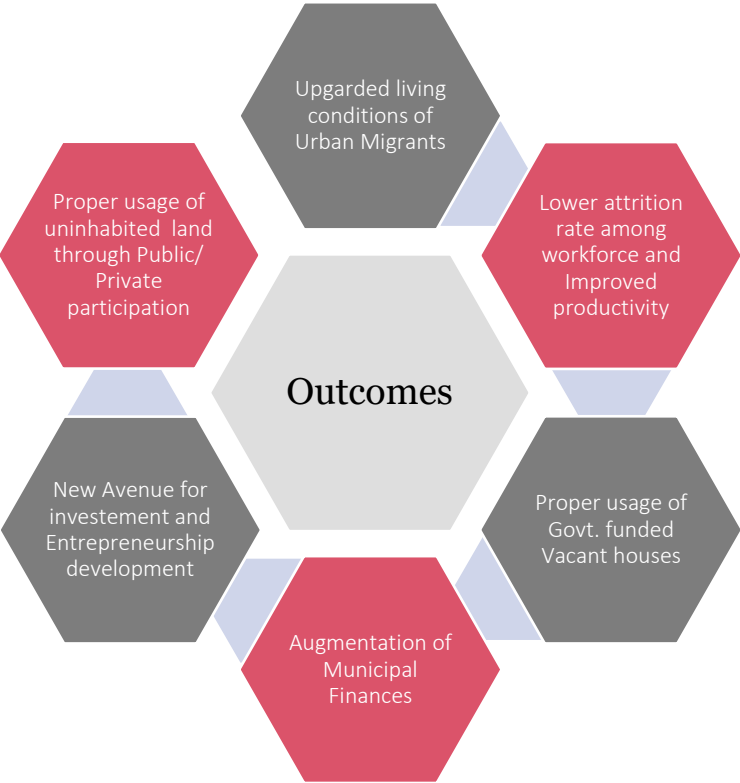 Upgarded living
conditions of
Urban Migrants
Lower attrition
rate among
workforce and
Improved
productivity
Proper usage of
Govt. funded
Vacant houses
Augmentation of
Municipal
Finances
New Avenue for
investement and
Entrepreneurship
development
Proper usage of
uninhabited land
through Public/
Private
participation
Outcomes